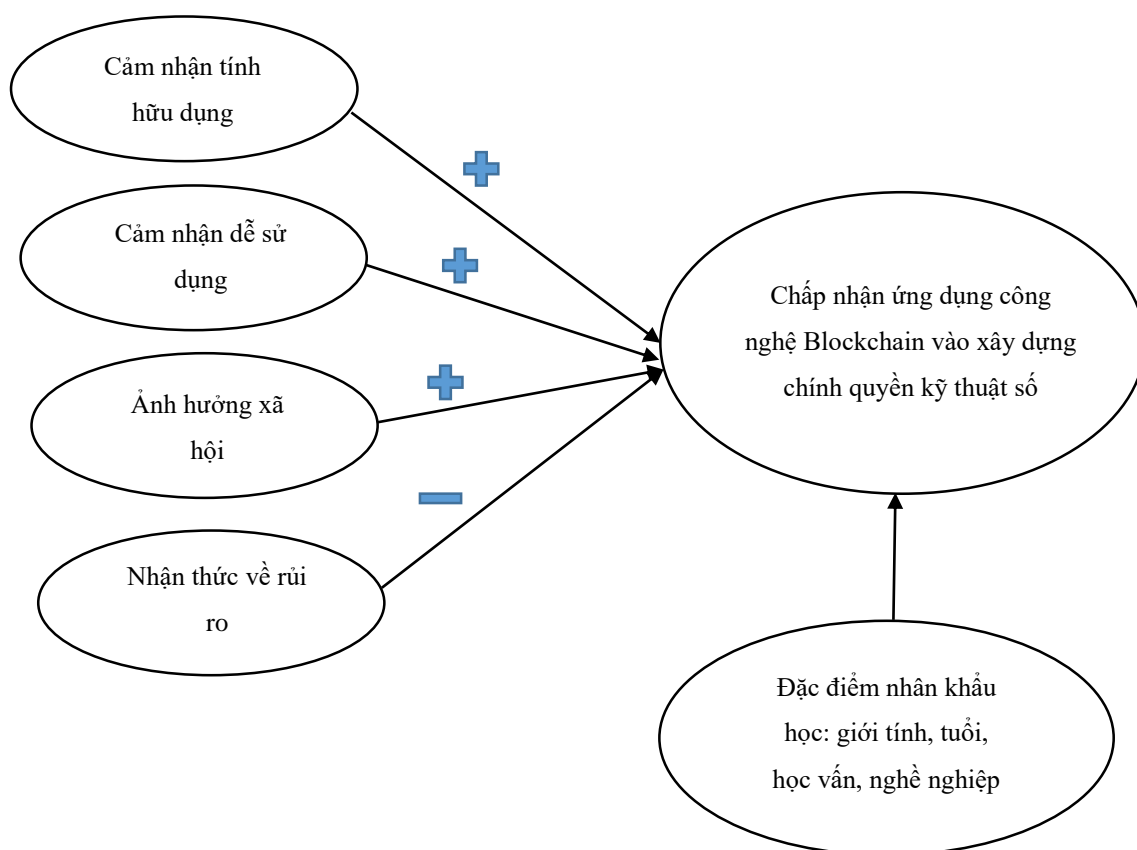 Cảm nhận tính
hữu dụng
Cảm nhận dễ sử
dụng
Ảnh hưởng xã
hội
Nhận thức về rủi
ro
Chấp nhận ứng dụng công
nghệ Blockchain vào xây dựng
chính quyền kỹ thuật số
Đặc điểm nhân khẩu
học: giới tính, tuổi,
học vấn, nghề nghiệp